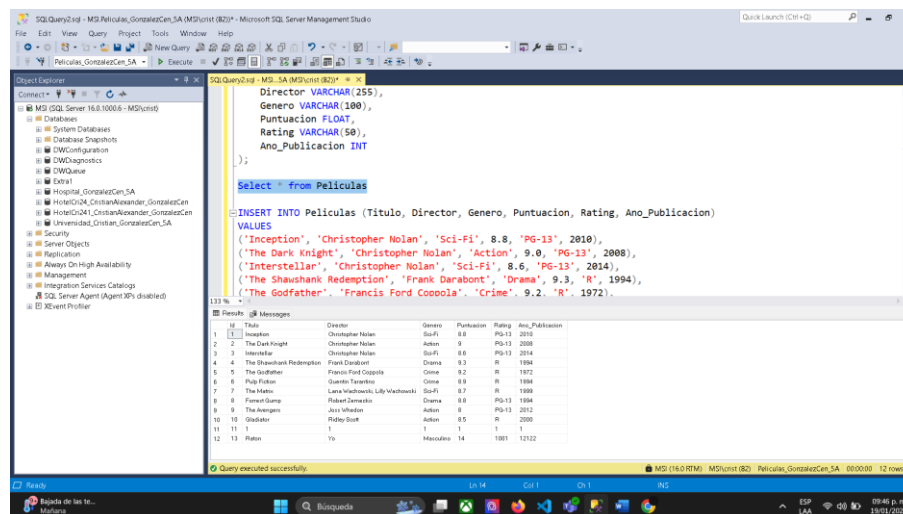 SQLQuery2.sql - MSI.Peliculas_GonzalezCen_5A (MSI\crist (82))* - Microsoft SQL Server Management Studio
Quick Launch (Ctrl+Q)
File Edit View Query Project Tools Window Help
New Query
Peliculas_GonzalezCen_5A Execute
Object Explorer
SQLQuery2.sql - MSI...5A (MSI\crist (82))*
Connect
MSI (SQL Server 16.0.1000.6 - MSI\crist)
Databases
System Databases
Database Snapshots
DWConfiguration
DWDiagnostics
DWQueue
Extra1
Hospital_GonzalezCen_5A
HotelCri24_CristianAlexander_GonzalezCen
HotelCri241_CristianAlexander_GonzalezCen
Universidad_Cristian_GonzalezCen_5A
Security
Server Objects
Replication
Always On High Availability
Management
Integration Services Catalogs
SQL Server Agent (Agent XPs disabled)
XEvent Profiler
Director VARCHAR(255),
Genero VARCHAR(100),
Puntuacion FLOAT,
Rating VARCHAR(50),
Ano_Publicacion INT
);
Select * from Peliculas
INSERT INTO Peliculas (Titulo, Director, Genero, Puntuacion, Rating, Ano_Publicacion)
VALUES
('Inception', 'Christopher Nolan', 'Sci-Fi', 8.8, 'PG-13', 2010),
('The Dark Knight', 'Christopher Nolan', 'Action', 9.0, 'PG-13', 2008),
('Interstellar', 'Christopher Nolan', 'Sci-Fi', 8.6, 'PG-13', 2014),
('The Shawshank Redemption', 'Frank Darabont', 'Drama', 9.3, 'R', 1994),
('The Godfather', 'Francis Ford Coppola', 'Crime', 9.2, 'R', 1972),
133 %
Results Messages
Id Titulo Director Genero Puntuacion Rating Ano_Publicacion
1 1 Inception Christopher Nolan Sci-Fi 8.8 PG-13 2010
2 2 The Dark Knight Christopher Nolan Action 9 PG-13 2008
3 3 Interstellar Christopher Nolan Sci-Fi 8.6 PG-13 2014
4 4 The Shawshank Redemption Frank Darabont Drama 9.3 R 1994
5 5 The Godfather Francis Ford Coppola Crime 9.2 R 1972
6 6 Pulp Fiction Quentin Tarantino Crime 8.9 R 1994
7 7 The Matrix Lana Wachowski, Lilly Wachowski Sci-Fi 8.7 R 1999
8 8 Forrest Gump Robert Zemeckis Drama 8.8 PG-13 1994
9 9 The Avengers Joss Whedon Action 8 PG-13 2012
10 10 Gladiator Ridley Scott Action 8.5 R 2000
11 11 1 1 1 1 1 1
12 13 Raton Yo Masculino 14 1001 12122
Query executed successfully.
MSI (16.0 RTM) MSI\crist (82) Peliculas_GonzalezCen_5A 00:00:00 12 rows
Ready Ln 14 Col 1 Ch 1 INS
Bajada de las te...
Mañana
Búsqueda
ESP
LAA
09:46 p. m
19/01/202